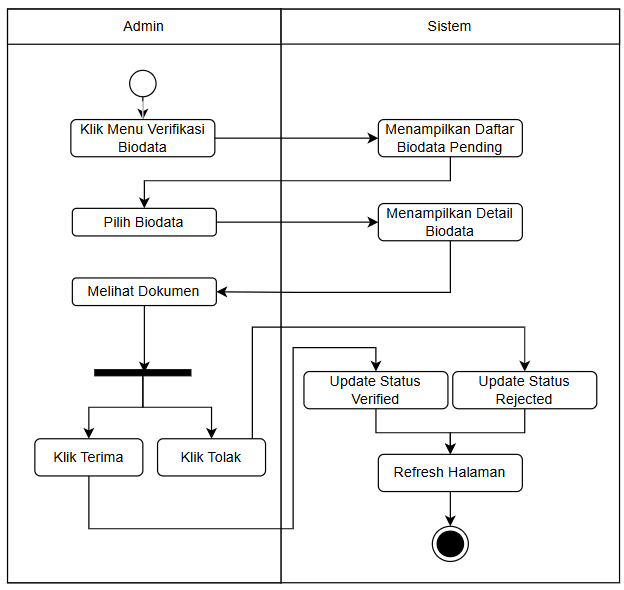 Admin
Sistem
Klik Menu Verifikasi
Biodata
Menampilkan Daftar
Biodata Pending
Pilih Biodata
Menampilkan Detail
Biodata
Melihat Dokumen
Update Status
Verified
Update Status
Rejected
Klik Terima
Klik Tolak
Refresh Halaman